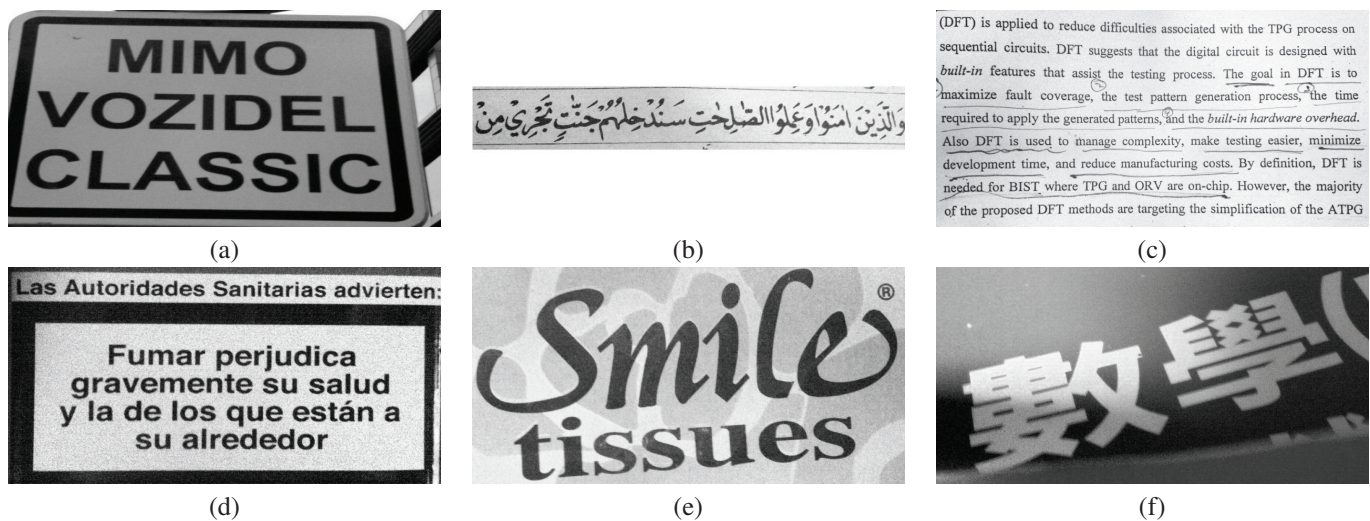 MIMO
VOZIDEL
CLASSIC
(a)
وَالَّذِيْنَ اٰمَنُوْا وَعَمِلُوا الصّٰلِحٰتِ سَنُدْخِلُهُمْ جَنّٰتٍ تَجْرِيْ مِنْ
(b)
(DFT) is applied to reduce difficulties associated with the TPG process on
sequential circuits. DFT suggests that the digital circuit is designed with
built-in features that assist the testing process. The goal in DFT is to
maximize fault coverage, the test pattern generation process, the time
required to apply the generated patterns, and the built-in hardware overhead.
Also DFT is used to manage complexity, make testing easier, minimize
development time, and reduce manufacturing costs. By definition, DFT is
needed for BIST where TPG and ORV are on-chip. However, the majority
of the proposed DFT methods are targeting the simplification of the ATPG
(c)
Las Autoridades Sanitarias advierten:
Fumar perjudica
gravemente su salud
y la de los que están a
su alrededor
(d)
Smile®
tissues
(e)
數學
(f)